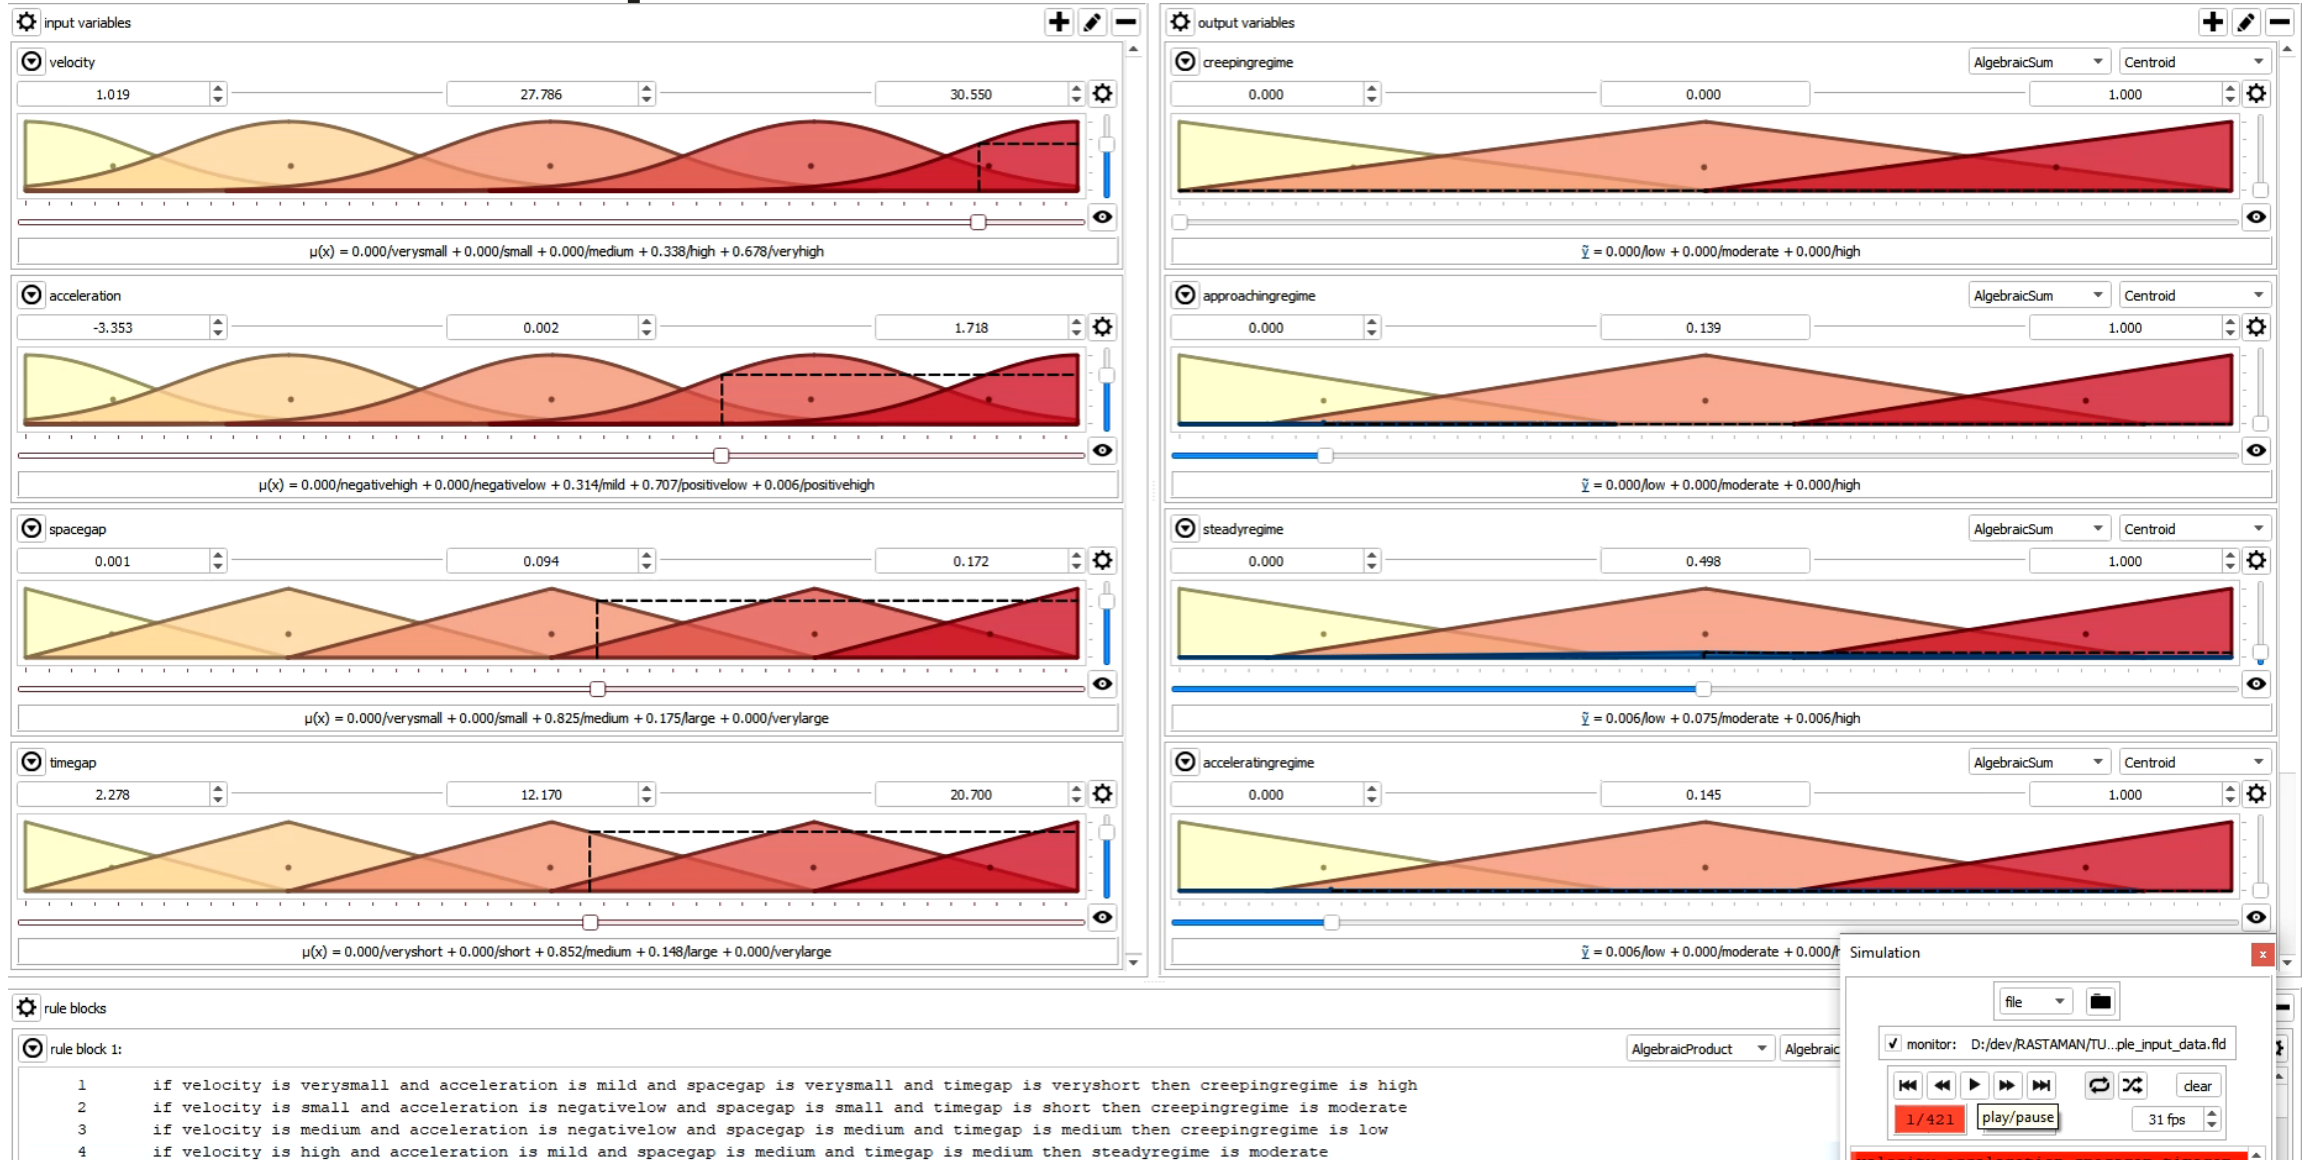 input variables
velocity
1.019 27.786 30.550
μ(x) = 0.000/verysmall + 0.000/small + 0.000/medium + 0.338/high + 0.678/veryhigh
acceleration
-3.353 0.002 1.718
μ(x) = 0.000/negativehigh + 0.000/negativelow + 0.314/mild + 0.707/positivelow + 0.006/positivehigh
spacegap
0.001 0.094 0.172
μ(x) = 0.000/verysmall + 0.000/small + 0.825/medium + 0.175/large + 0.000/verylarge
timegap
2.278 12.170 20.700
μ(x) = 0.000/veryshort + 0.000/short + 0.852/medium + 0.148/large + 0.000/verylarge
output variables
creepingregime AlgebraicSum Centroid
0.000 0.000 1.000
ỹ = 0.000/low + 0.000/moderate + 0.000/high
approachingregime AlgebraicSum Centroid
0.000 0.139 1.000
ỹ = 0.000/low + 0.000/moderate + 0.000/high
steadyregime AlgebraicSum Centroid
0.000 0.498 1.000
ỹ = 0.006/low + 0.075/moderate + 0.006/high
acceleratingregime AlgebraicSum Centroid
0.000 0.145 1.000
ỹ = 0.006/low + 0.000/moderate + 0.000/
rule blocks
rule block 1: AlgebraicProduct Algebraic
1 if velocity is verysmall and acceleration is mild and spacegap is verysmall and timegap is veryshort then creepingregime is high
2 if velocity is small and acceleration is negativelow and spacegap is small and timegap is short then creepingregime is moderate
3 if velocity is medium and acceleration is negativelow and spacegap is medium and timegap is medium then creepingregime is low
4 if velocity is high and acceleration is mild and spacegap is medium and timegap is medium then steadyregime is moderate
Simulation
x
file
monitor: D:/dev/RASTAMAN/TU...ple_input_data.fld
clear
1/421 play/pause 31 fps